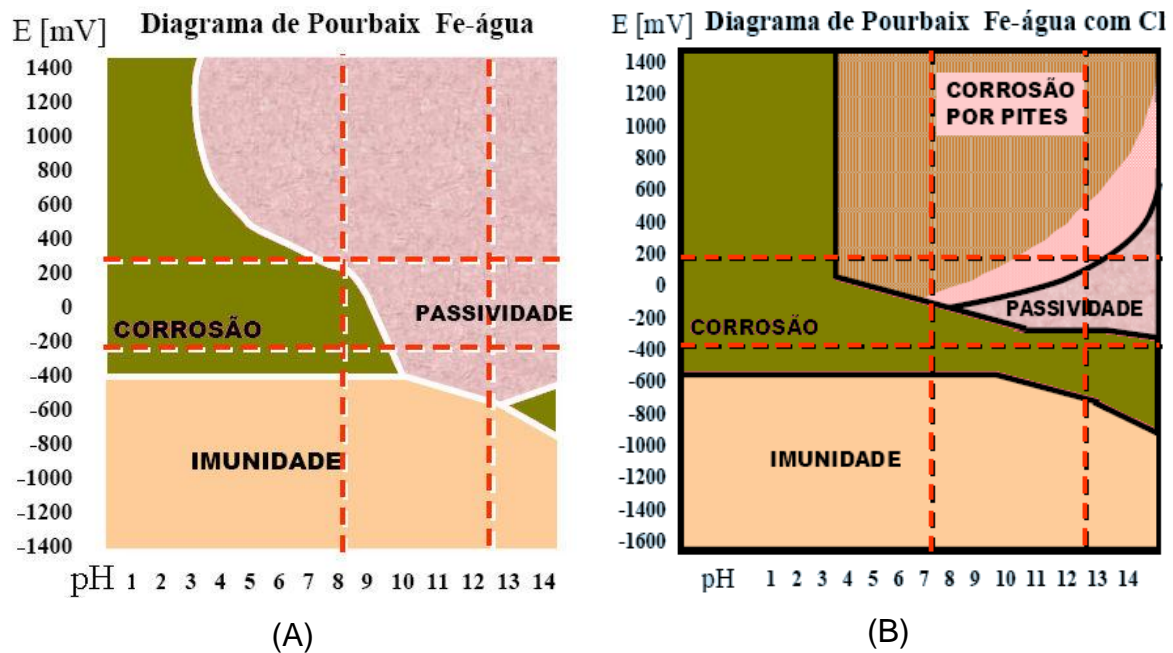 E [mV] Diagrama de Pourbaix Fe-água
1400
1200
1000
800
600
400
200
0
-200
-400
-600
-800
-1000
-1200
-1400
CORROSÃO
PASSIVIDADE
IMUNIDADE
pH 1 2 3 4 5 6 7 8 9 10 11 12 13 14
(A)
E [mV] Diagrama de Pourbaix Fe-água com Cl
1400
1200
1000
800
600
400
200
0
-200
-400
-600
-800
-1000
-1200
-1400
-1600
CORROSÃO
POR PITES
PASSIVIDADE
CORROSÃO
IMUNIDADE
pH 1 2 3 4 5 6 7 8 9 10 11 12 13 14
(B)